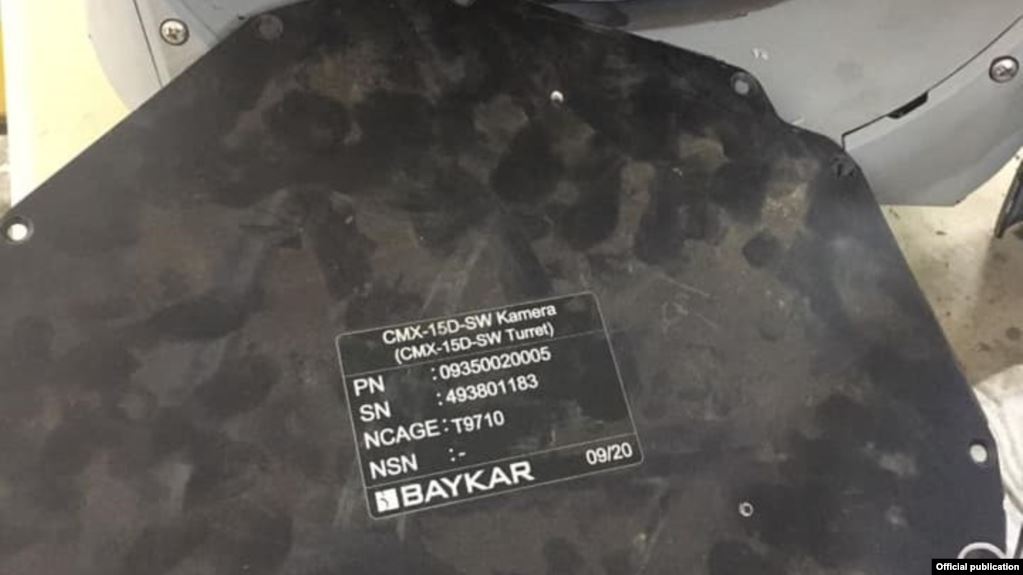 CMX-15D-SW Kamera
(CMX-15D-SW Turret)
PN :09350020005
SN :493801183
NCAGE:T9710
NSN :-
BAYKAR 09/20
Official publication